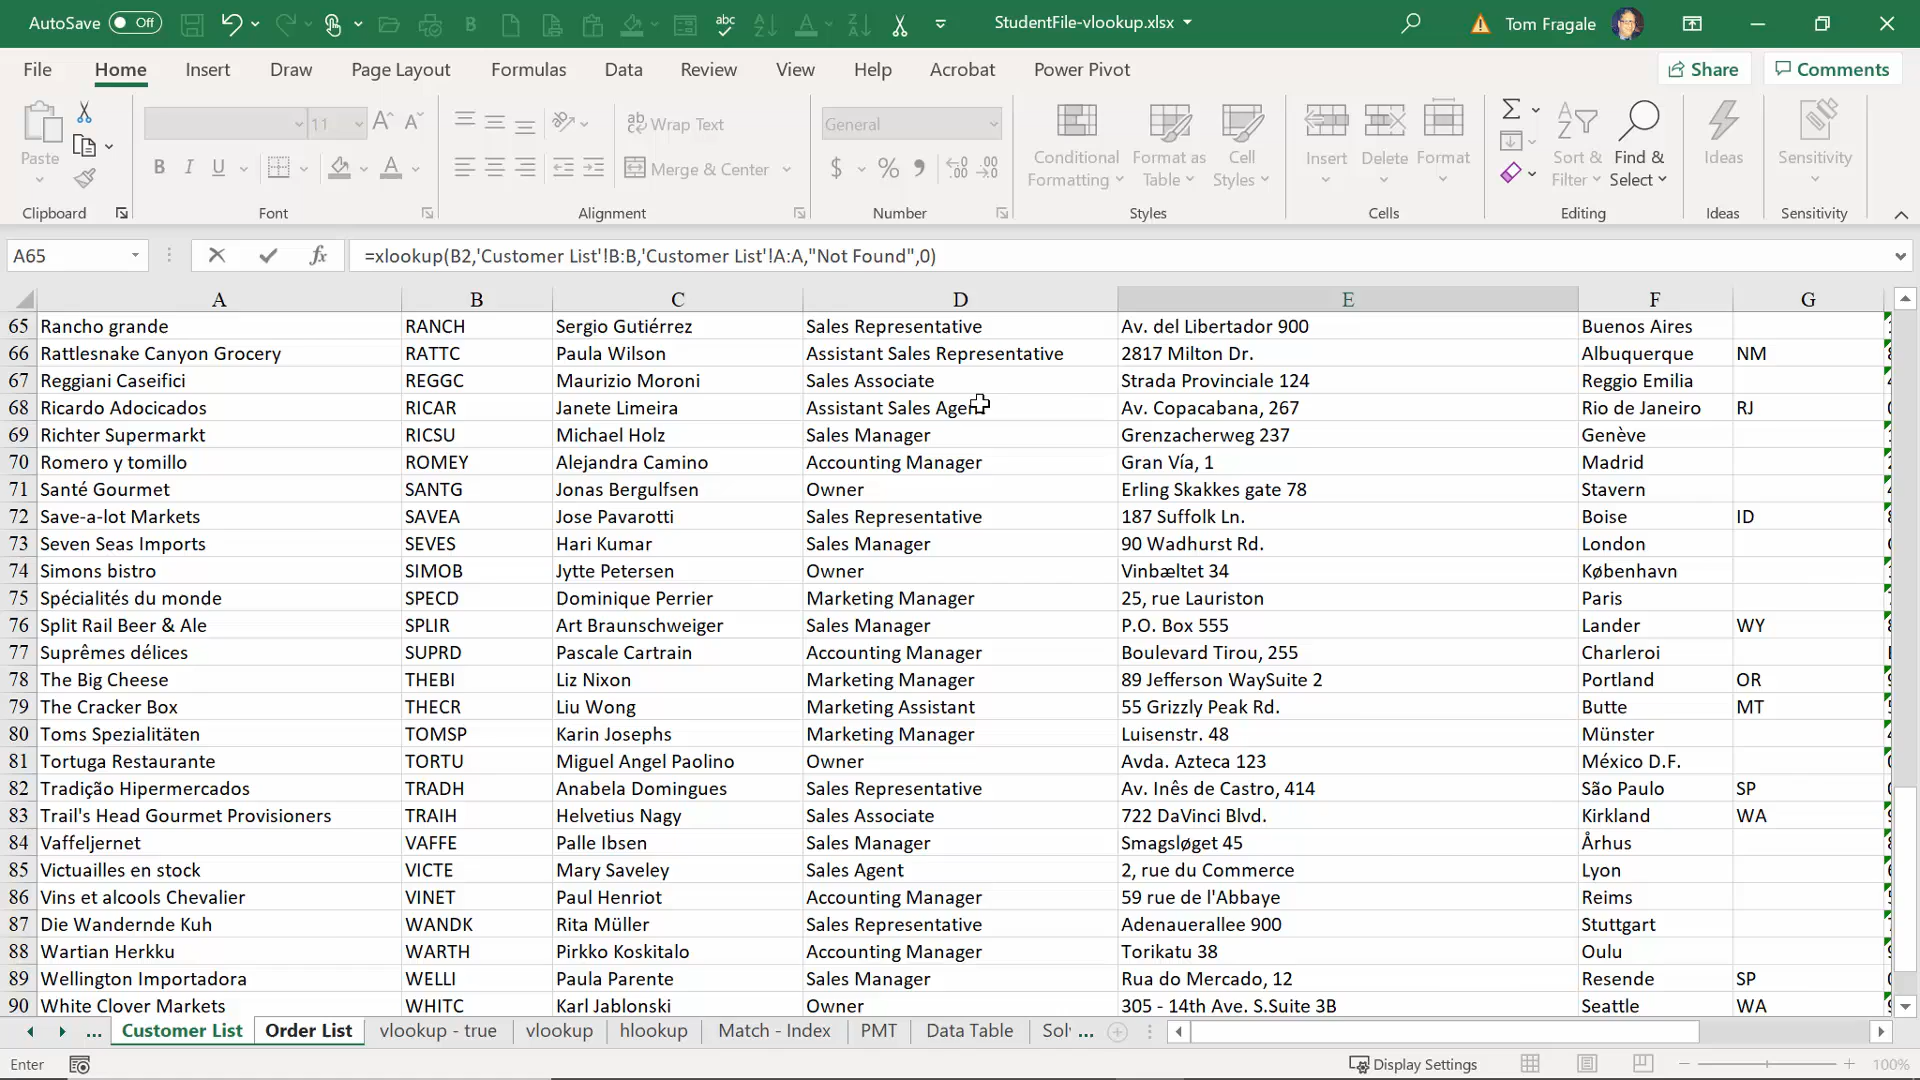 AutoSave Off abc StudentFile-vlookup.xlsx Tom Fragale
File Home Insert Draw Page Layout Formulas Data Review View Help Acrobat Power Pivot Share Comments
Paste 11 Wrap Text General Conditional Formatting Format as Table Cell Styles Insert Delete Format Sort & Filter Find & Select Ideas Sensitivity
B I U Merge & Center $ % 9
Clipboard Font Alignment Number Styles Cells Editing Ideas Sensitivity
A65 fx =xlookup(B2,'Customer List'!B:B,'Customer List'!A:A,"Not Found",0)
A B C D E F G
65 Rancho grande RANCH Sergio Gutiérrez Sales Representative Av. del Libertador 900 Buenos Aires
66 Rattlesnake Canyon Grocery RATTC Paula Wilson Assistant Sales Representative 2817 Milton Dr. Albuquerque NM
67 Reggiani Caseifici REGGC Maurizio Moroni Sales Associate Strada Provinciale 124 Reggio Emilia
68 Ricardo Adocicados RICAR Janete Limeira Assistant Sales Agent Av. Copacabana, 267 Rio de Janeiro RJ
69 Richter Supermarkt RICSU Michael Holz Sales Manager Grenzacherweg 237 Genève
70 Romero y tomillo ROMEY Alejandra Camino Accounting Manager Gran Vía, 1 Madrid
71 Santé Gourmet SANTG Jonas Bergulfsen Owner Erling Skakkes gate 78 Stavern
72 Save-a-lot Markets SAVEA Jose Pavarotti Sales Representative 187 Suffolk Ln. Boise ID
73 Seven Seas Imports SEVES Hari Kumar Sales Manager 90 Wadhurst Rd. London
74 Simons bistro SIMOB Jytte Petersen Owner Vinbæltet 34 København
75 Spécialités du monde SPECD Dominique Perrier Marketing Manager 25, rue Lauriston Paris
76 Split Rail Beer & Ale SPLIR Art Braunschweiger Sales Manager P.O. Box 555 Lander WY
77 Suprêmes délices SUPRD Pascale Cartrain Accounting Manager Boulevard Tirou, 255 Charleroi
78 The Big Cheese THEBI Liz Nixon Marketing Manager 89 Jefferson WaySuite 2 Portland OR
79 The Cracker Box THECR Liu Wong Marketing Assistant 55 Grizzly Peak Rd. Butte MT
80 Toms Spezialitäten TOMSP Karin Josephs Marketing Manager Luisenstr. 48 Münster
81 Tortuga Restaurante TORTU Miguel Angel Paolino Owner Avda. Azteca 123 México D.F.
82 Tradição Hipermercados TRADH Anabela Domingues Sales Representative Av. Inês de Castro, 414 São Paulo SP
83 Trail's Head Gourmet Provisioners TRAIH Helvetius Nagy Sales Associate 722 DaVinci Blvd. Kirkland WA
84 Vaffeljernet VAFFE Palle Ibsen Sales Manager Smagsløget 45 Århus
85 Victuailles en stock VICTE Mary Saveley Sales Agent 2, rue du Commerce Lyon
86 Vins et alcools Chevalier VINET Paul Henriot Accounting Manager 59 rue de l'Abbaye Reims
87 Die Wandernde Kuh WANDK Rita Müller Sales Representative Adenauerallee 900 Stuttgart
88 Wartian Herkku WARTH Pirkko Koskitalo Accounting Manager Torikatu 38 Oulu
89 Wellington Importadora WELLI Paula Parente Sales Manager Rua do Mercado, 12 Resende SP
90 White Clover Markets WHITC Karl Jablonski Owner 305 - 14th Ave. S.Suite 3B Seattle WA
... Customer List Order List vlookup - true vlookup hlookup Match - Index PMT Data Table Sol ...
Enter Display Settings 100%